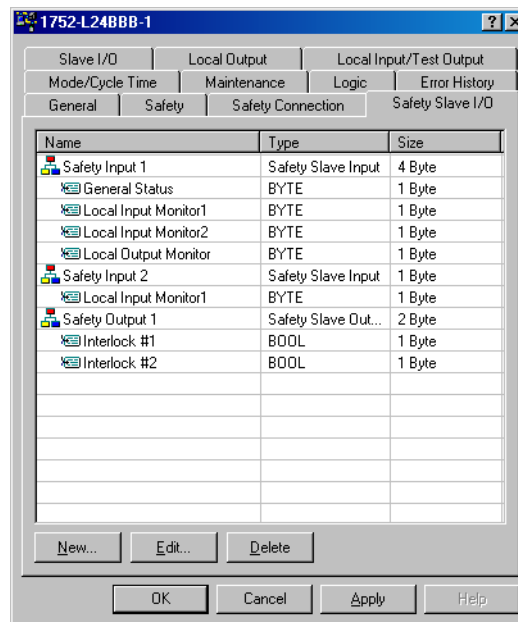 1752-L24BBB-1
Slave I/O Local Output Local Input/Test Output
Mode/Cycle Time Maintenance Logic Error History
General Safety Safety Connection Safety Slave I/O
Name Type Size
Safety Input 1 Safety Slave Input 4 Byte
General Status BYTE 1 Byte
Local Input Monitor1 BYTE 1 Byte
Local Input Monitor2 BYTE 1 Byte
Local Output Monitor BYTE 1 Byte
Safety Input 2 Safety Slave Input 1 Byte
Local Input Monitor1 BYTE 1 Byte
Safety Output 1 Safety Slave Out... 2 Byte
Interlock #1 BOOL 1 Byte
Interlock #2 BOOL 1 Byte
New... Edit... Delete
OK Cancel Apply Help